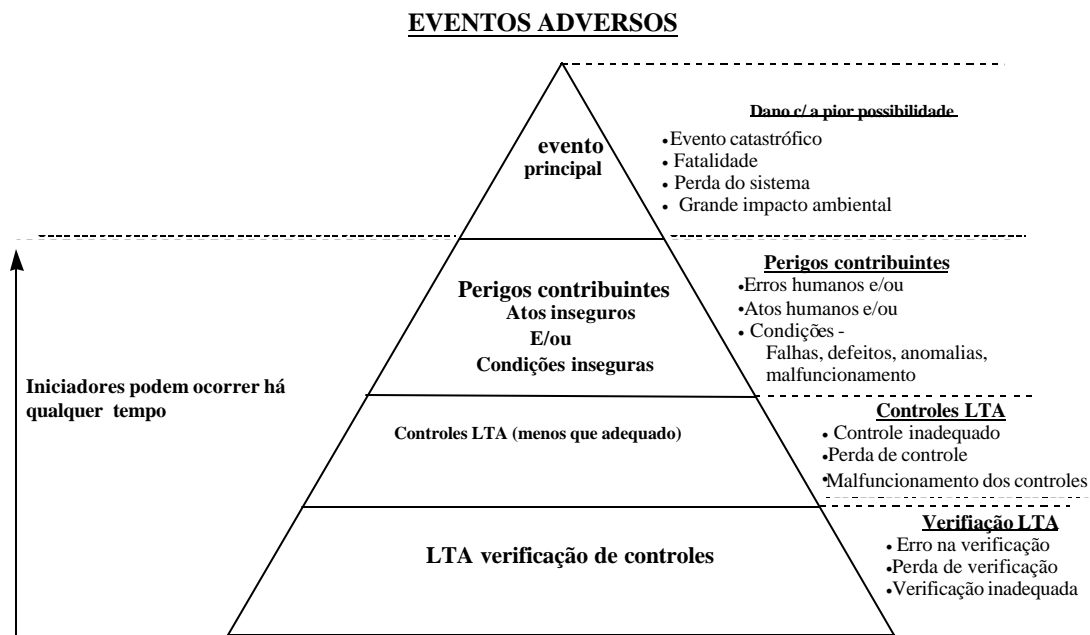 EVENTOS ADVERSOS
evento
principal
Dano c/ a pior possibilidade
•Evento catastrófico
• Fatalidade
• Perda do sistema
• Grande impacto ambiental
Perigos contribuintes
Atos inseguros
E/ou
Condições inseguras
Perigos contribuintes
•Erros humanos e/ou
•Atos humanos e/ou
• Condições -
Falhas, defeitos, anomalias,
malfuncionamento
Iniciadores podem ocorrer há
qualquer tempo
Controles LTA (menos que adequado)
Controles LTA
• Controle inadequado
•Perda de controle
•Malfuncionamento dos controles
LTA verificação de controles
Verifiação LTA
• Erro na verificação
• Perda de verificação
•Verificação inadequada